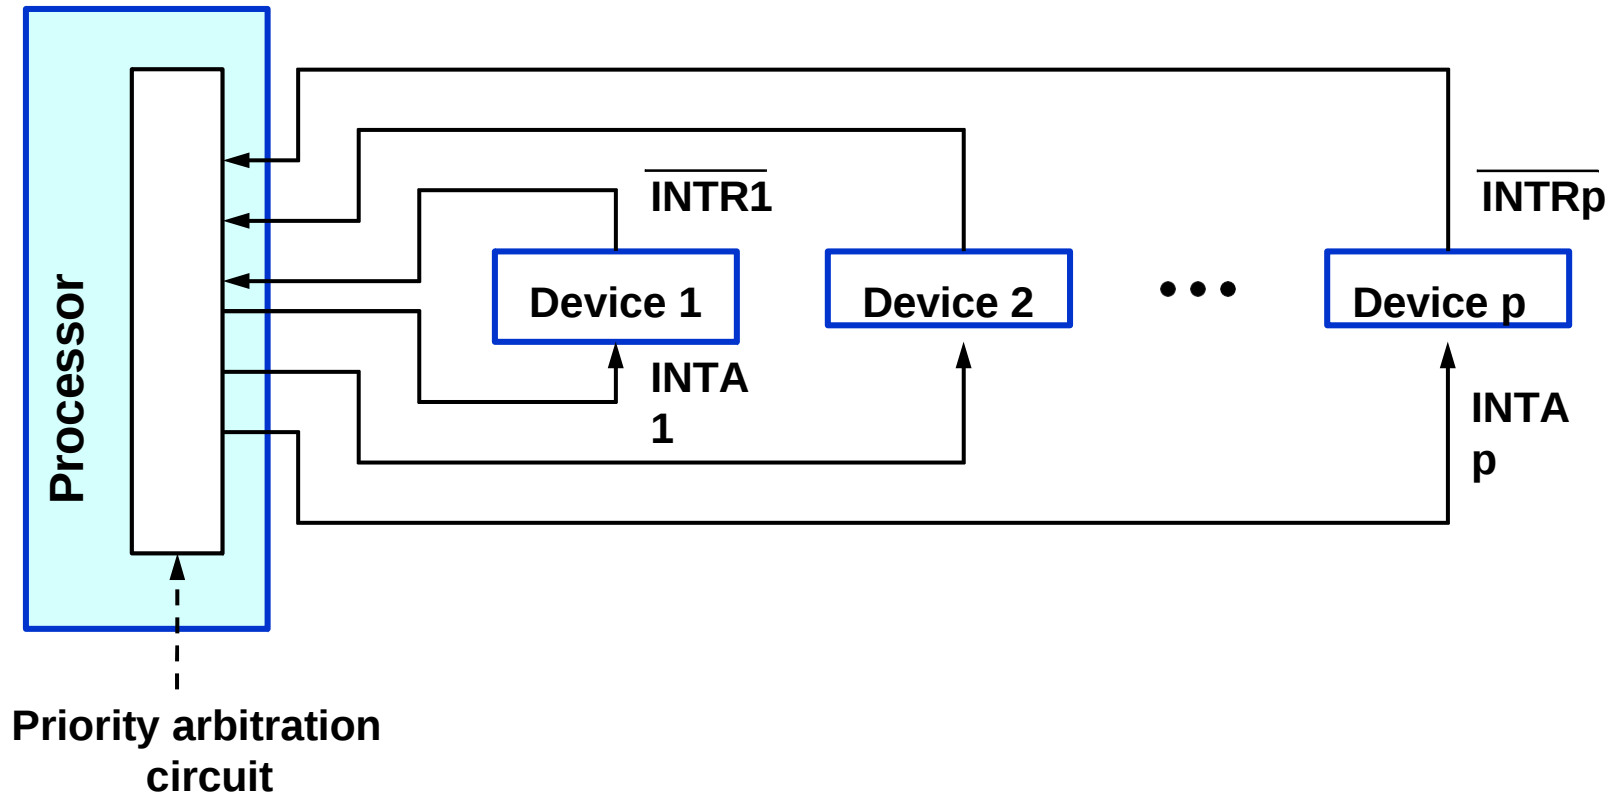 Processor
INTR1
INTRp
Device 1
Device 2
Device p
INTA
1
INTA
p
Priority arbitration
circuit